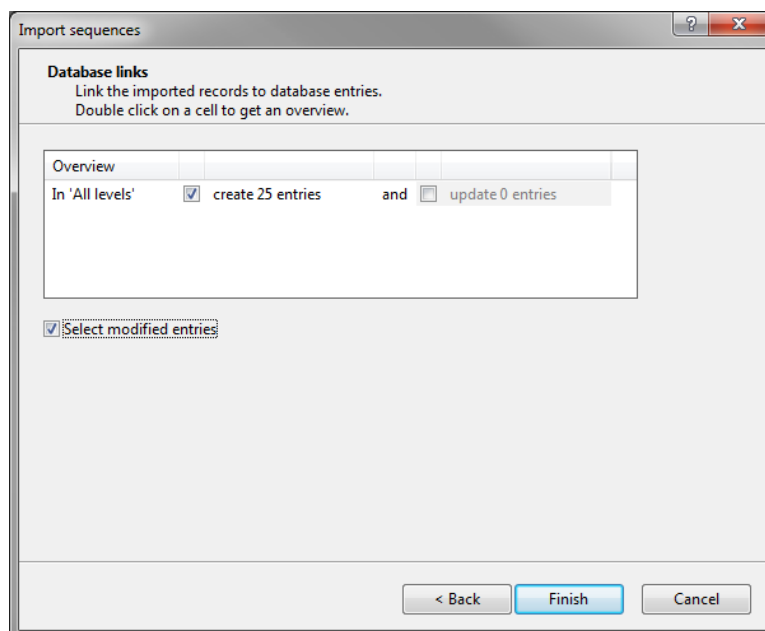 Import sequences
?
Database links
Link the imported records to database entries.
Double click on a cell to get an overview.
Overview
In 'All levels' create 25 entries and update 0 entries
Select modified entries
< Back Finish Cancel